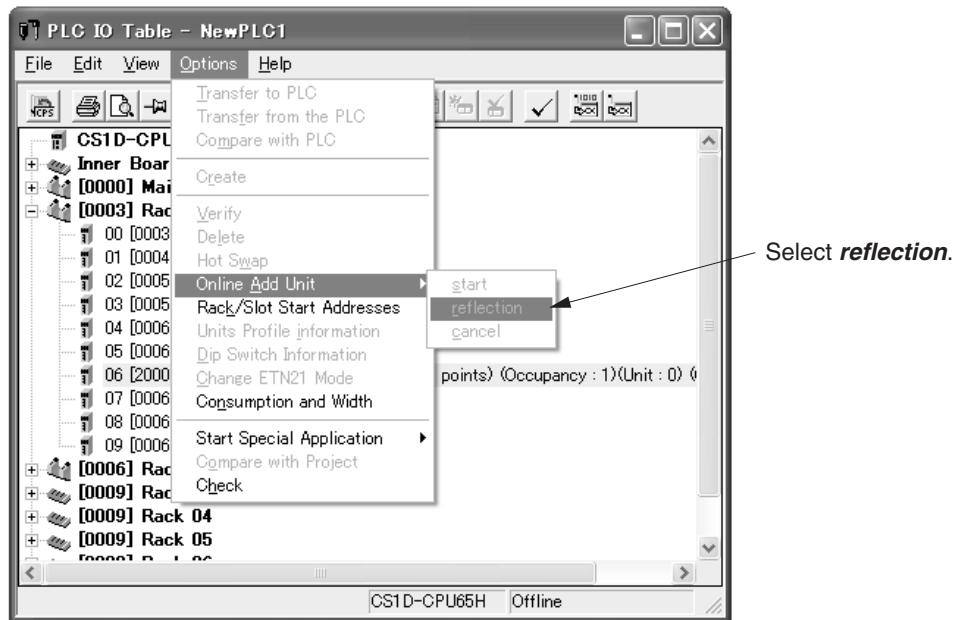 PLC IO Table - NewPLC1
File Edit View Options Help
Transfer to PLC
Transfer from the PLC
Compare with PLC
Create
Verify
Delete
Hot Swap
Online Add Unit
Rack/Slot Start Addresses
Units Profile information
Dip Switch Information
Change ETN21 Mode
Consumption and Width
Start Special Application
Compare with Project
Check
start
reflection
cancel
Select reflection.
CS1D-CPU
Inner Boar
[0000] Mai
[0003] Rac
00 [0003
01 [0004
02 [0005
03 [0005
04 [0006
05 [0006
06 [2000 points) (Occupancy : 1)(Unit : 0) (
07 [0006
08 [0006
09 [0006
[0006] Rac
[0009] Rac
[0009] Rack 04
[0009] Rack 05
CS1D-CPU65H Offline